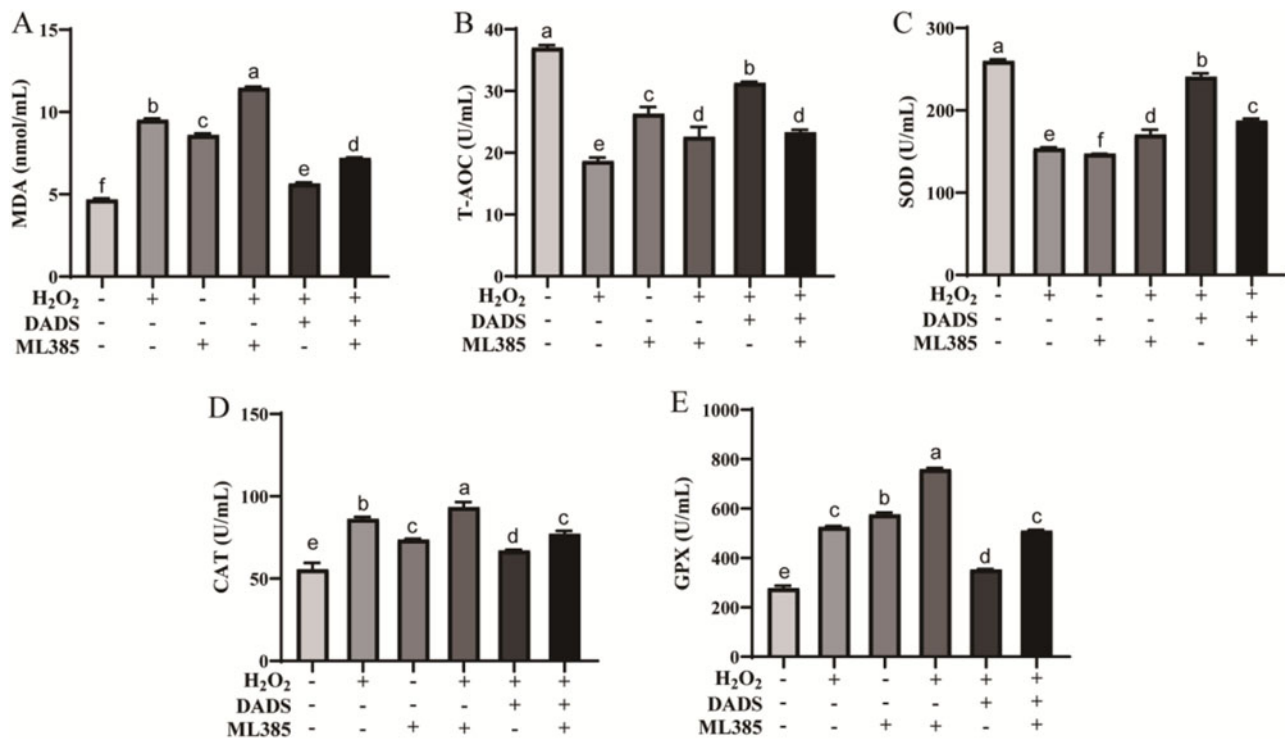 A
MDA (nmol/mL)
15
10
5
0
f
b
c
a
e
d
H₂O₂ - + - + + +
DADS - - - - + +
ML385 - - + + - +
B
T-AOC (U/mL)
40
30
20
10
0
a
e
c
d
b
d
H₂O₂ - + - + + +
DADS - - - - + +
ML385 - - + + - +
C
SOD (U/mL)
300
200
100
0
a
e
f
d
b
c
H₂O₂ - + - + + +
DADS - - - - + +
ML385 - - + + - +
D
CAT (U/mL)
150
100
50
0
e
b
c
a
d
c
H₂O₂ - + - + + +
DADS - - - - + +
ML385 - - + + - +
E
GPX (U/mL)
1000
800
600
400
200
0
e
c
b
a
d
c
H₂O₂ - + - + + +
DADS - - - - + +
ML385 - - + + - +